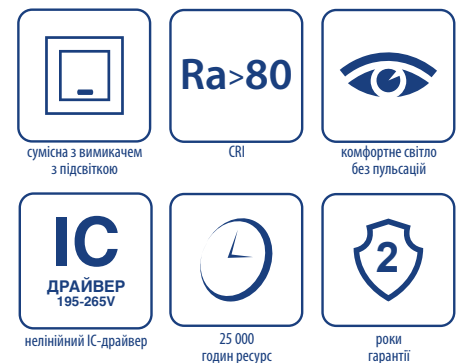 Ra>80
сумісна з вимикачем
з підсвіткою
CRI
комфортне світло
без пульсацій
IC
ДРАЙВЕР
195-265V
2
нелінійний IC-драйвер
25 000
годин ресурс
роки
гарантії